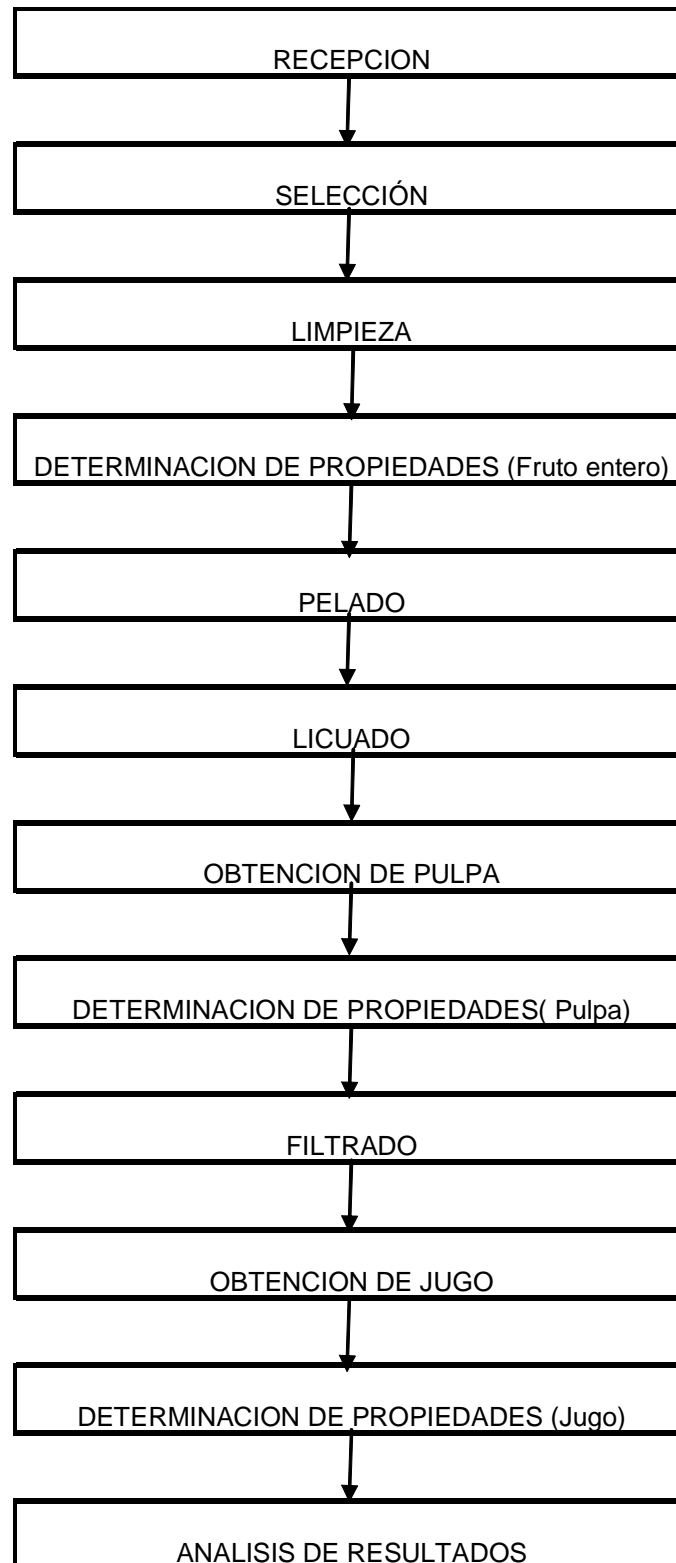 RECEPCION
SELECCIÓN
LIMPIEZA
DETERMINACION DE PROPIEDADES (Fruto entero)
PELADO
LICUADO
OBTENCION DE PULPA
DETERMINACION DE PROPIEDADES( Pulpa)
FILTRADO
OBTENCION DE JUGO
DETERMINACION DE PROPIEDADES (Jugo)
ANALISIS DE RESULTADOS